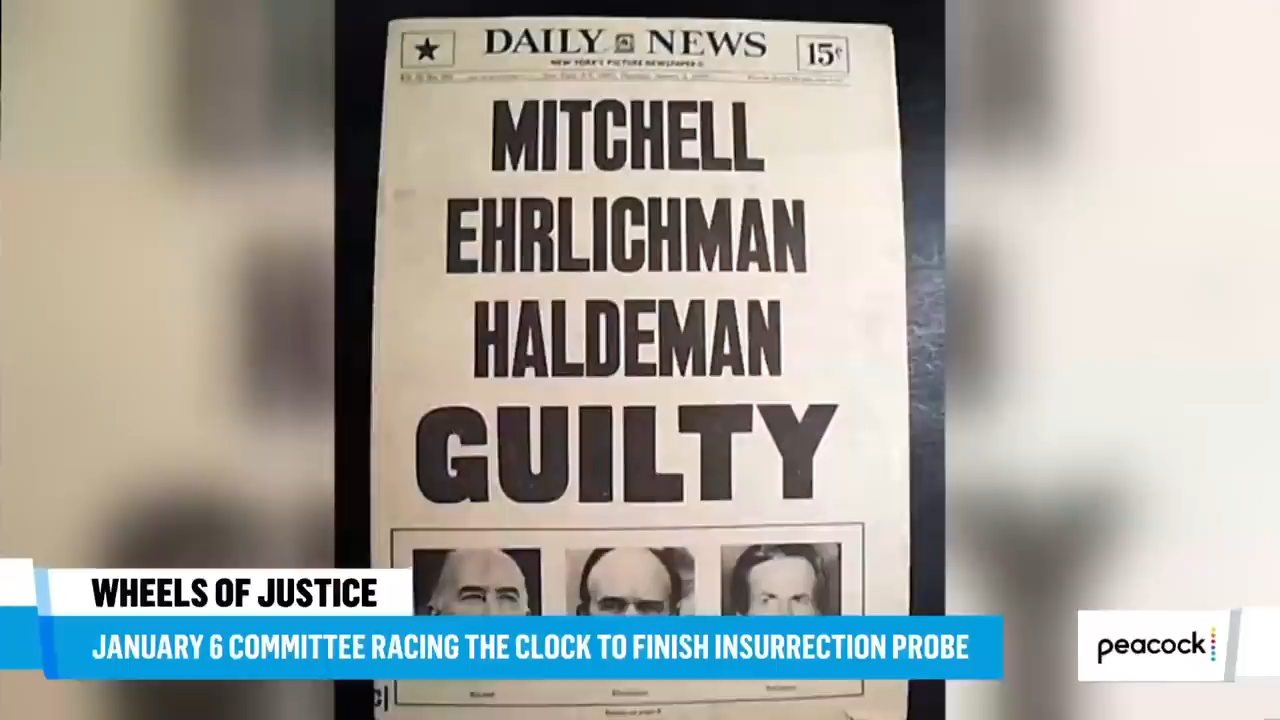 DAILY NEWS
15¢
NEW YORK'S PICTURE NEWSPAPER
MITCHELL
EHRLICHMAN
HALDEMAN
GUILTY
WHEELS OF JUSTICE
JANUARY 6 COMMITTEE RACING THE CLOCK TO FINISH INSURRECTION PROBE
peacock